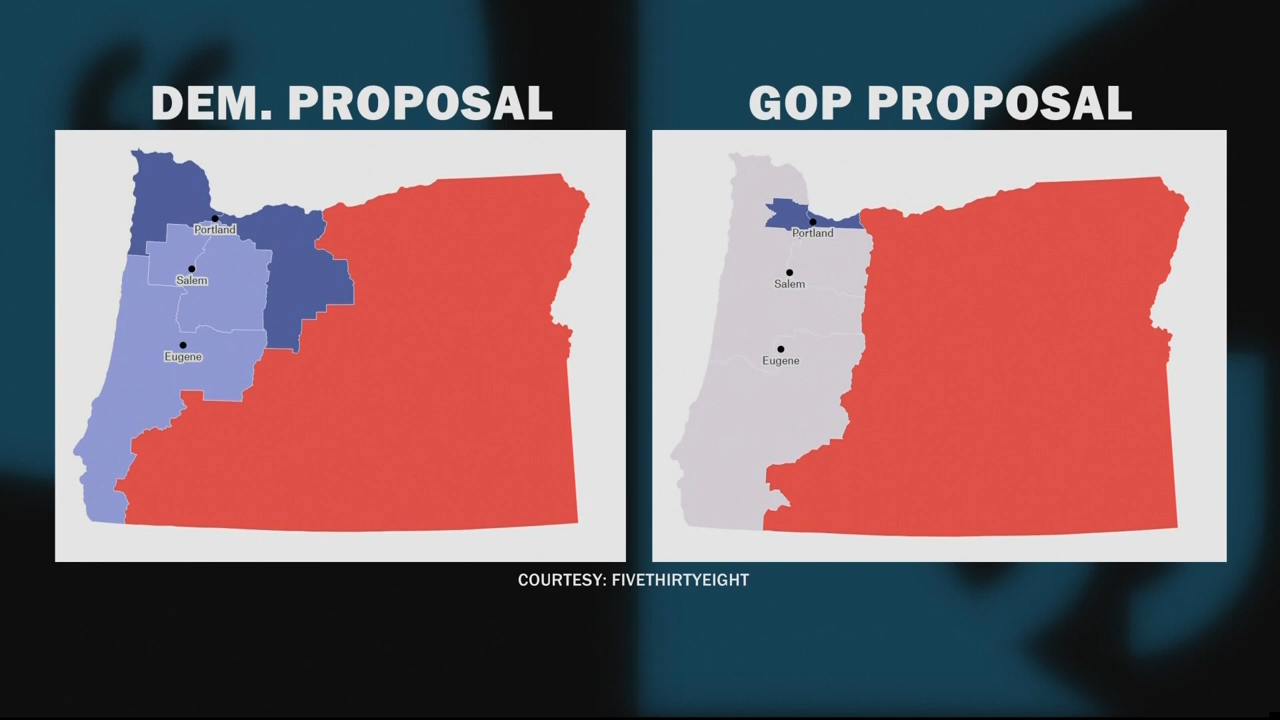 DEM. PROPOSAL
GOP PROPOSAL
Portland
Salem
Eugene
Portland
Salem
Eugene
COURTESY: FIVETHIRTYEIGHT